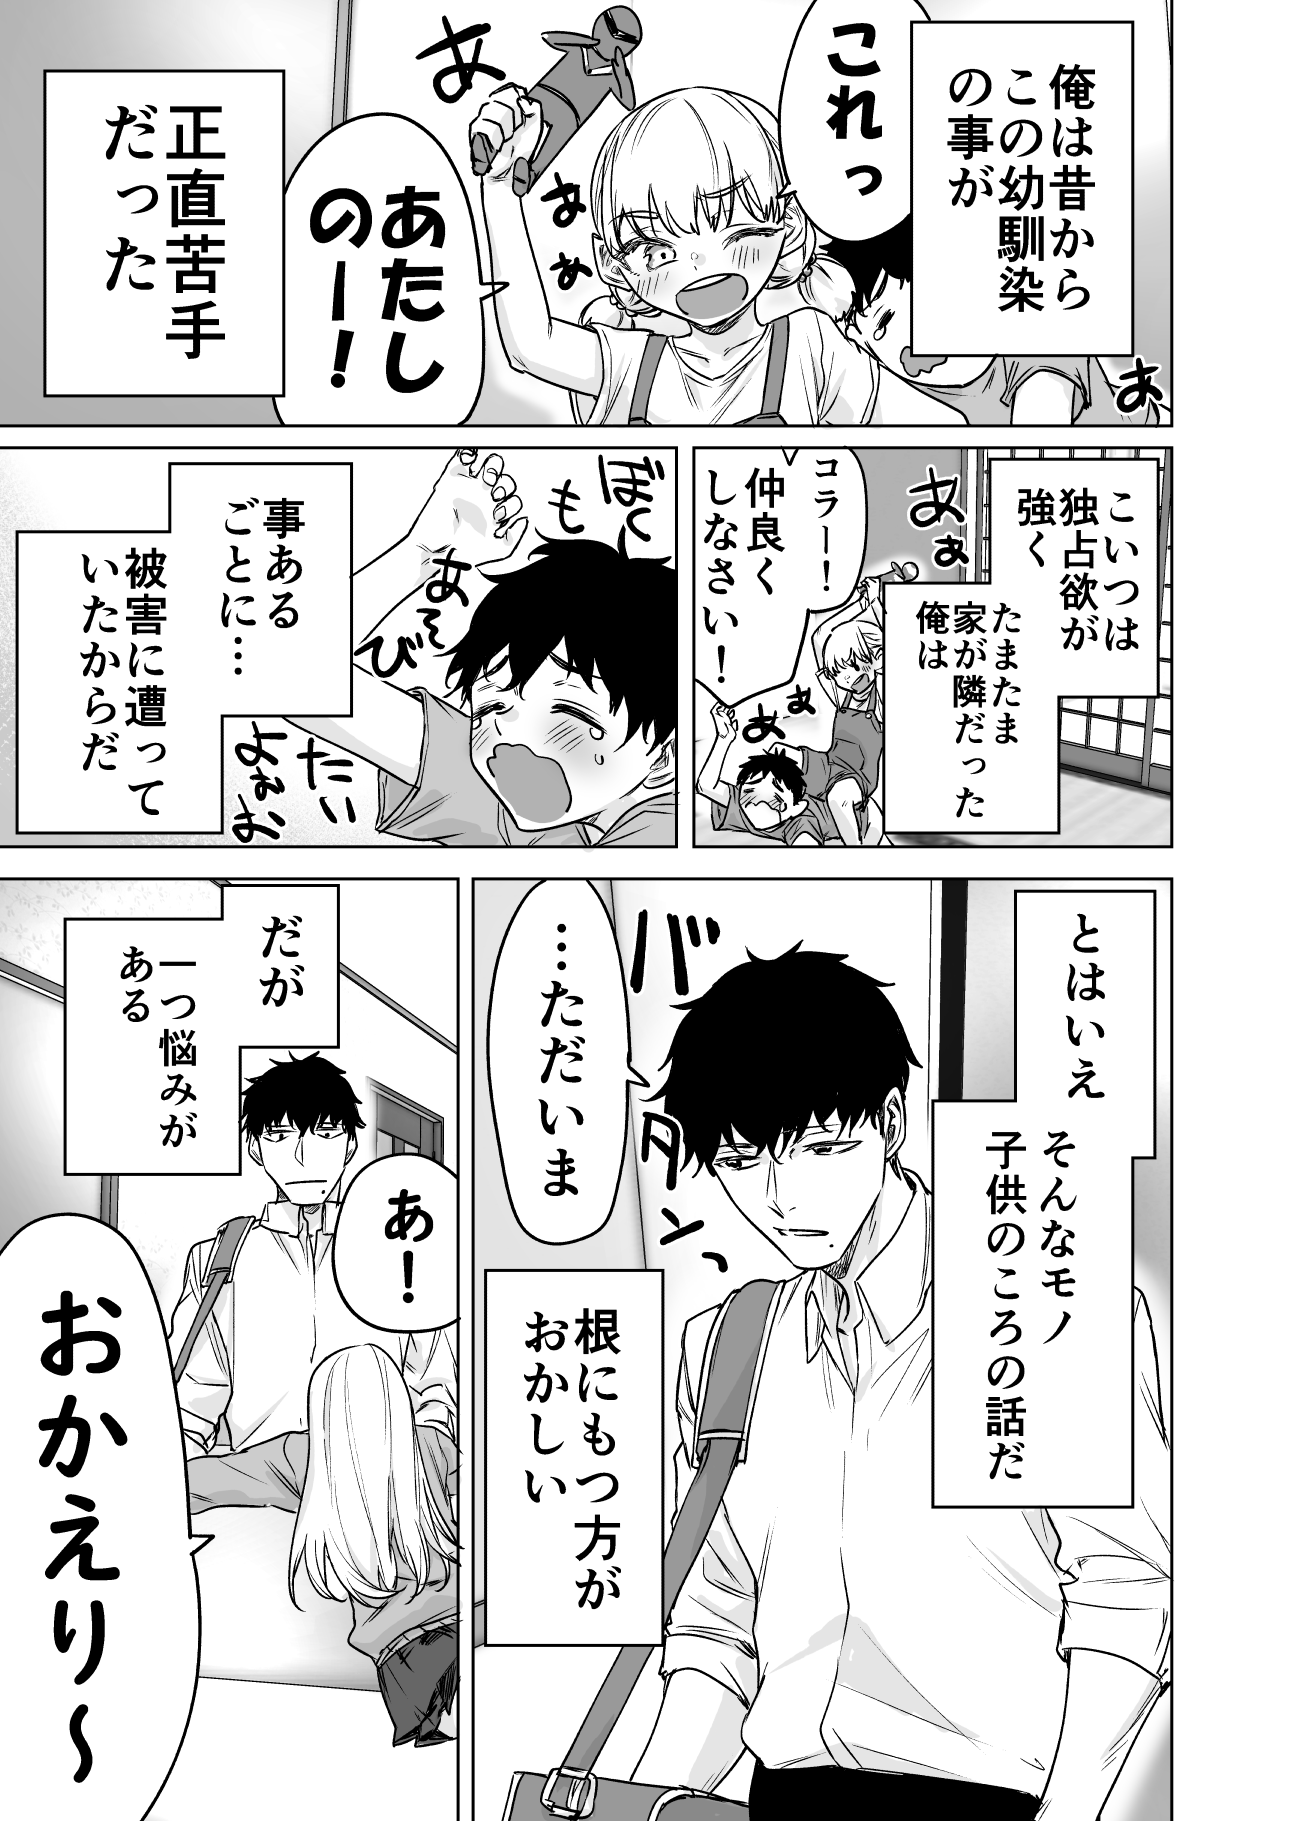 俺は昔から
この幼馴染
の事が
これっ
あたし
のー！
あぁ
ああぁ
あ
正直苦手
だった
こいつは
独占欲が
強く
たまたま
家が隣だった
俺は
コラー！
仲良く
しなさい！
あぁ
あぁ
ぼく
も
あそ
び
たい
よぉぉ
お
事ある
ごとに…
被害に遭って
いたからだ
とはいえ
そんなモノ
子供のころの話だ
バタン、
…ただいま
根にもつ方が
おかしい
だが
一つ悩みが
ある
あ！
おかえり～